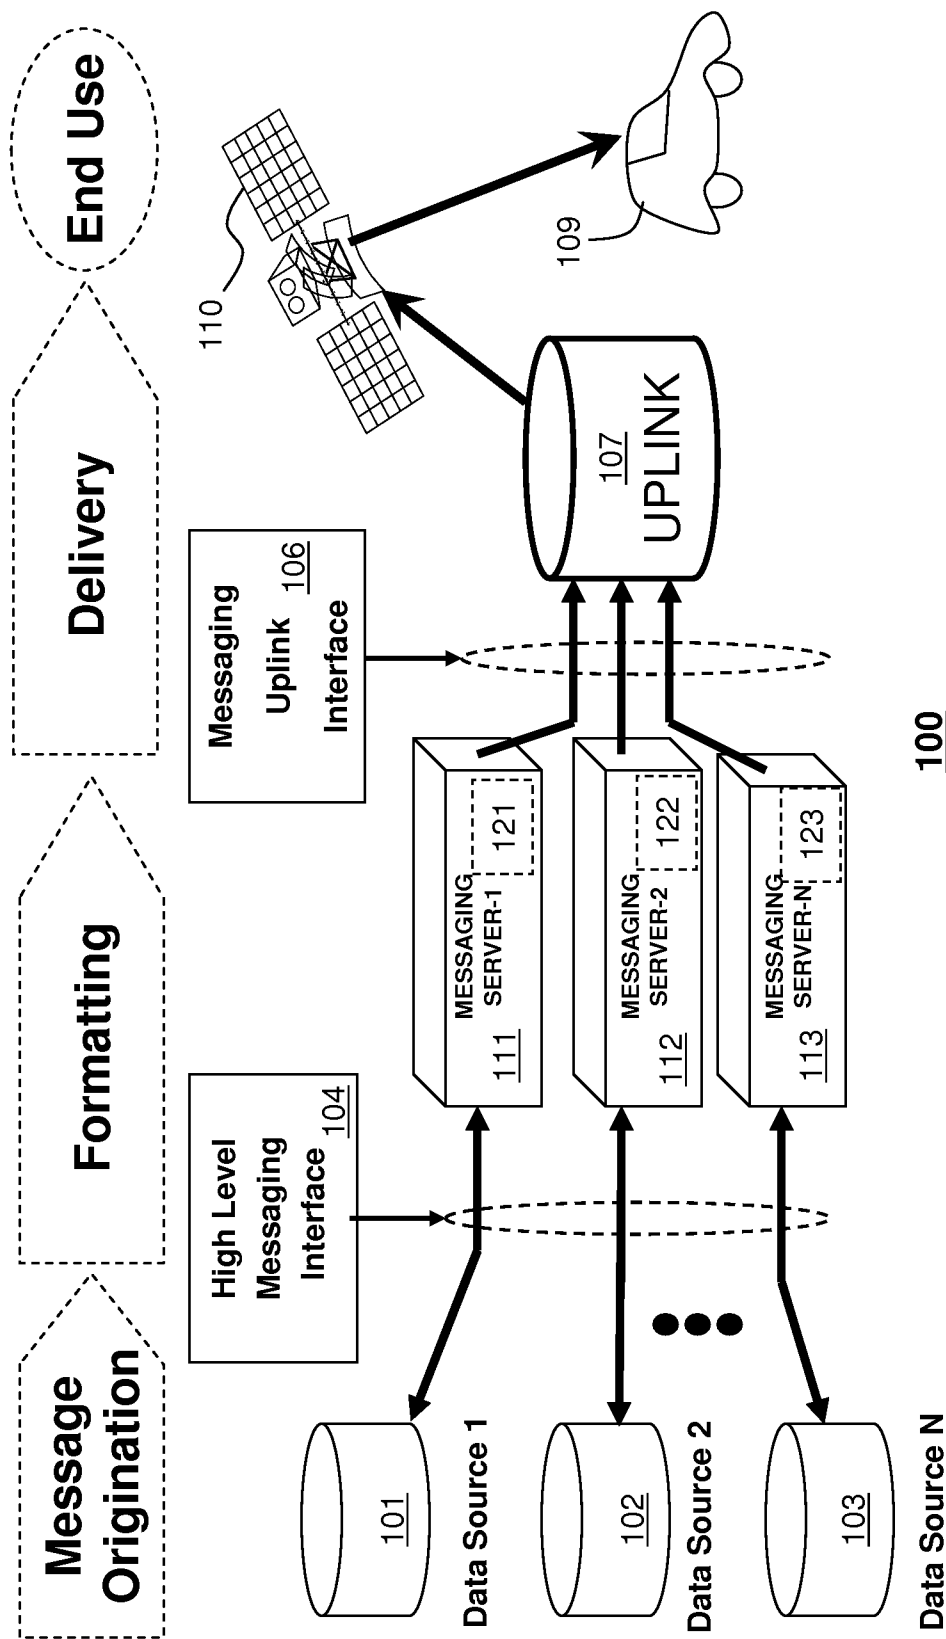 Message
Origination
Formatting
Delivery
End Use
High Level
Messaging
Interface
104
Messaging
Uplink
106
Interface
110
109
101
Data Source 1
102
Data Source 2
103
Data Source N
MESSAGING
SERVER-1
111
121
MESSAGING
SERVER-2
112
122
MESSAGING
SERVER-N
113
123
107
UPLINK
100